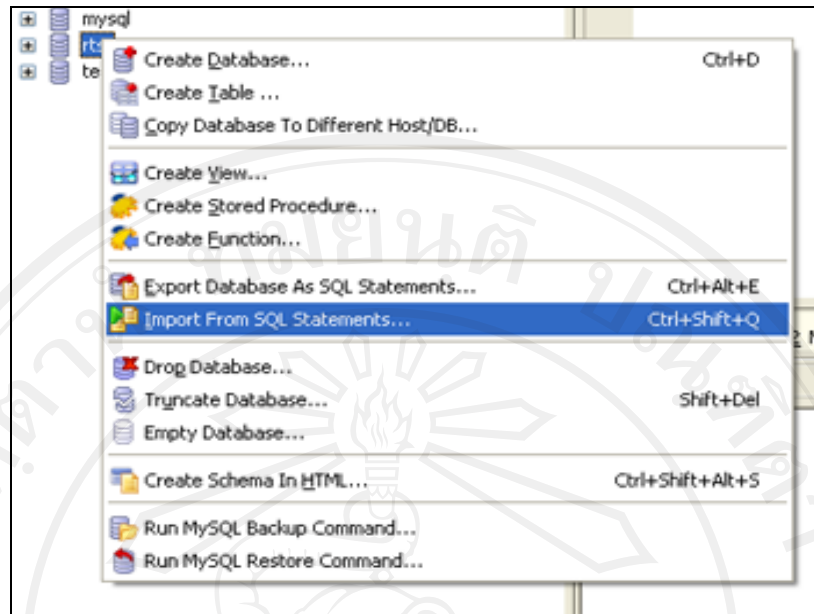 mysql
Create Database... Ctrl+D
Create Table ...
Copy Database To Different Host/DB...
Create View...
Create Stored Procedure...
Create Function...
Export Database As SQL Statements... Ctrl+Alt+E
Import From SQL Statements... Ctrl+Shift+Q
Drop Database...
Truncate Database... Shift+Del
Empty Database...
Create Schema In HTML... Ctrl+Shift+Alt+S
Run MySQL Backup Command...
Run MySQL Restore Command...